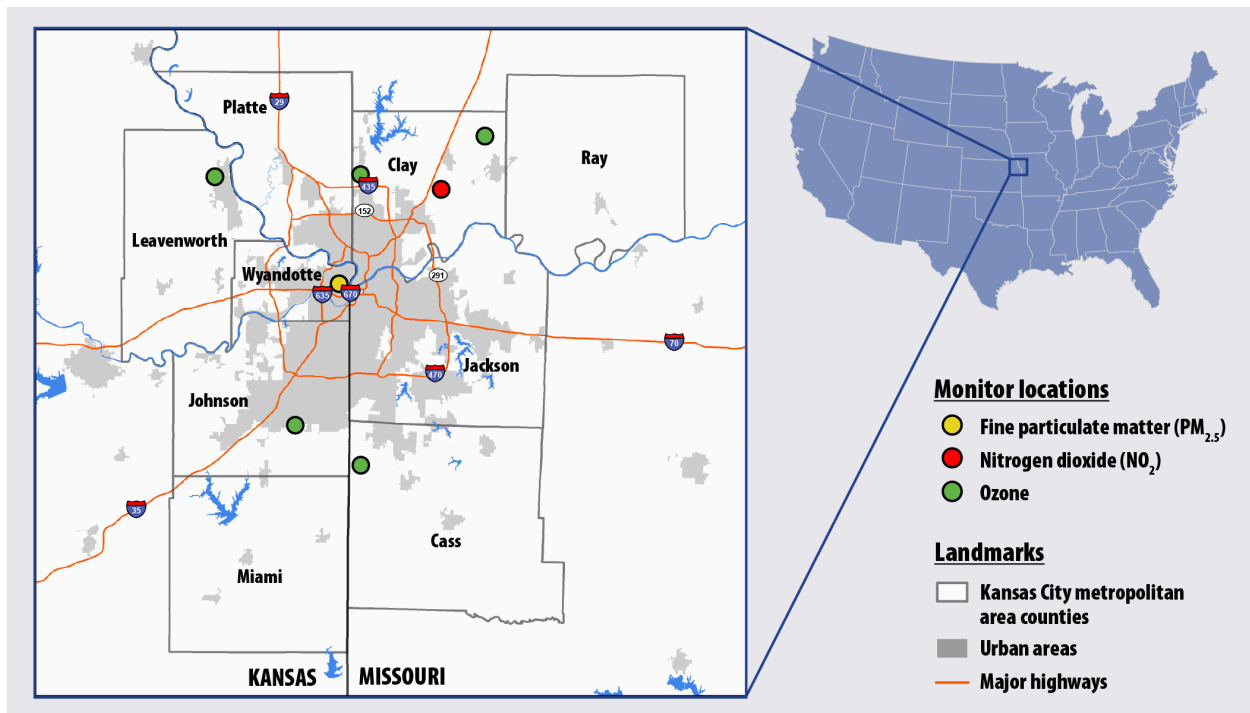 Platte
29
Clay
Ray
435
152
Leavenworth
Wyandotte
291
635
670
70
Jackson
470
Johnson
35
Cass
Miami
KANSAS
MISSOURI
Monitor locations
Fine particulate matter (PM2.5)
Nitrogen dioxide (NO2)
Ozone
Landmarks
Kansas City metropolitan
area counties
Urban areas
Major highways